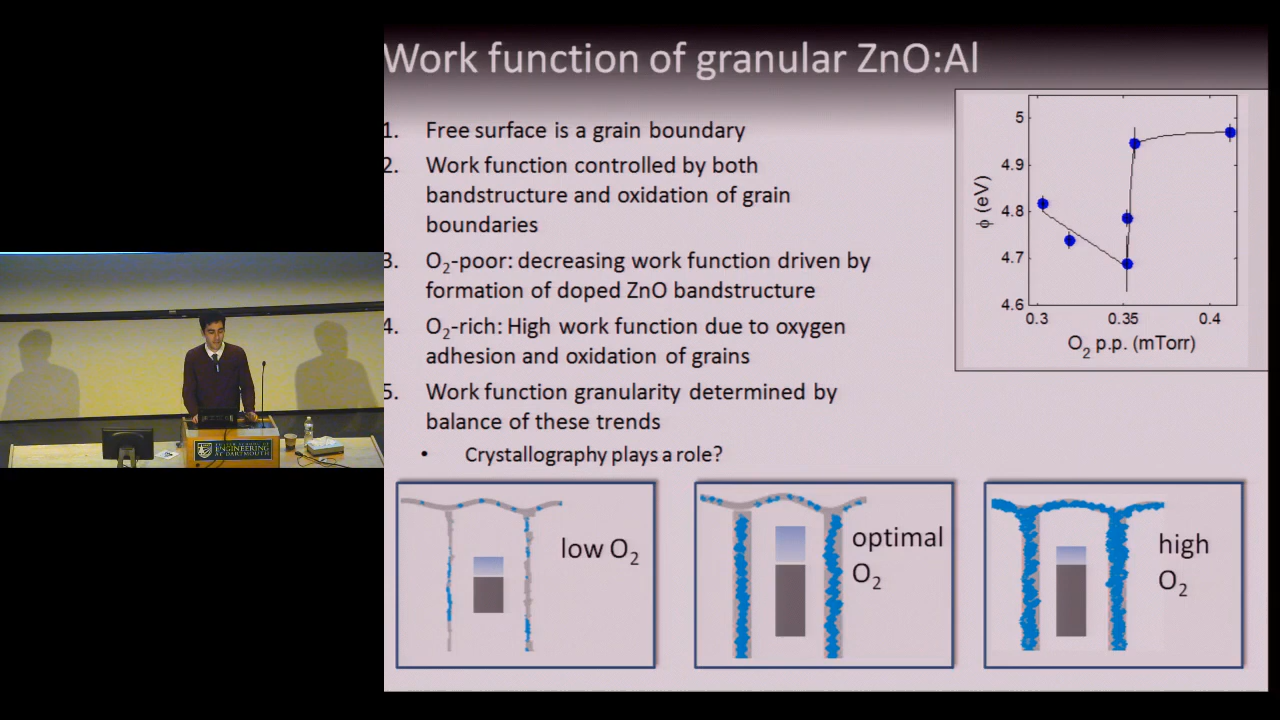 Work function of granular ZnO:Al
1. Free surface is a grain boundary
2. Work function controlled by both
bandstructure and oxidation of grain
boundaries
3. O₂-poor: decreasing work function driven by
formation of doped ZnO bandstructure
4. O₂-rich: High work function due to oxygen
adhesion and oxidation of grains
5. Work function granularity determined by
balance of these trends
• Crystallography plays a role?
5
4.9
4.8
4.7
4.6
ϕ (eV)
0.3 0.35 0.4
O₂ p.p. (mTorr)
low O₂
optimal
O₂
high
O₂
ENGINEERING
AT DARTMOUTH